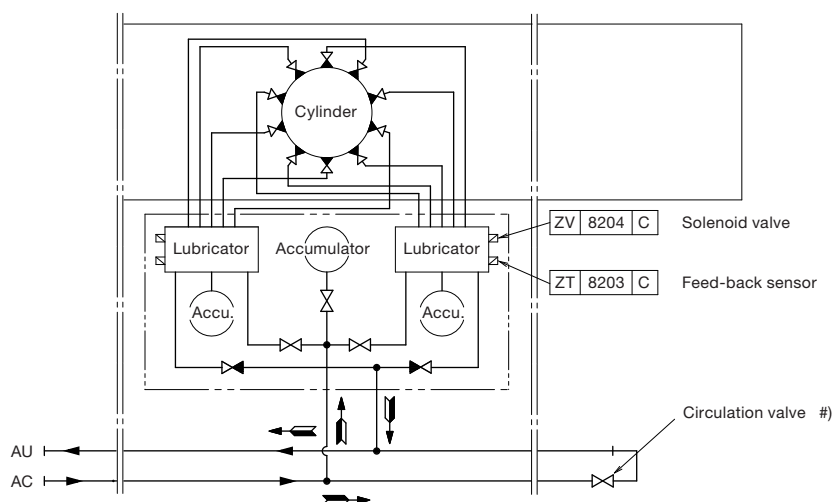 Cylinder
Lubricator
Accumulator
Lubricator
ZV 8204 C Solenoid valve
Accu.
Accu.
ZT 8203 C Feed-back sensor
Circulation valve #)
AU
AC